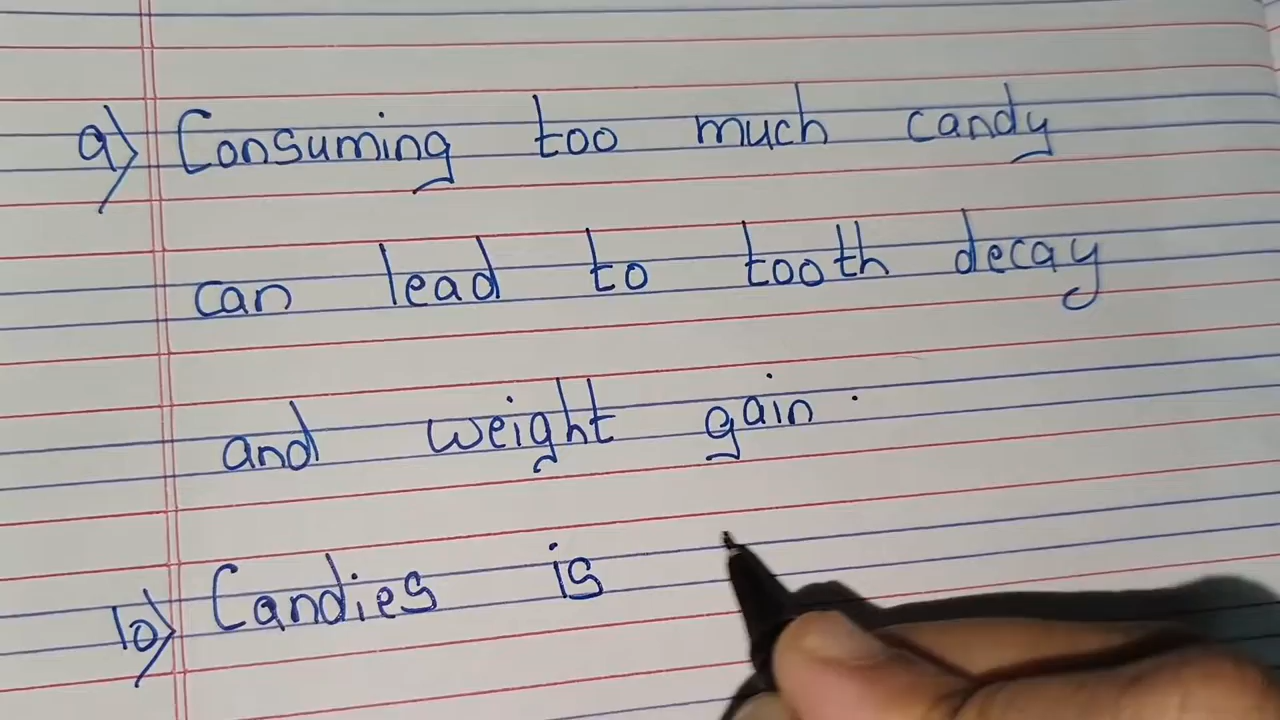 9) Consuming too much candy
can lead to tooth decay
and weight gain.
10) Candies is